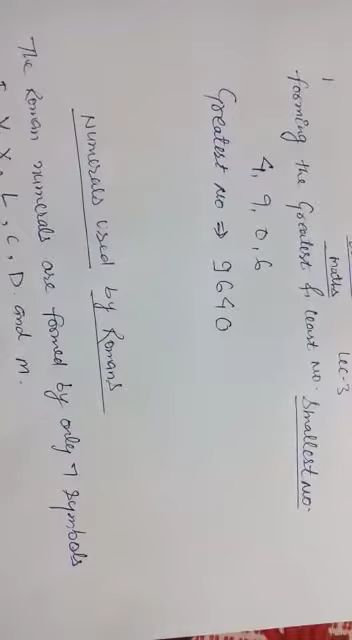 Maths
Lec-3
1
forming the Greatest & least no. Smallest no.
4, 9, 0, 6
Greatest no ⇒ 9640
Numerals used by Romans
The Roman numerals are formed by only 7 symbols
I, V, X, L, C, D and M.